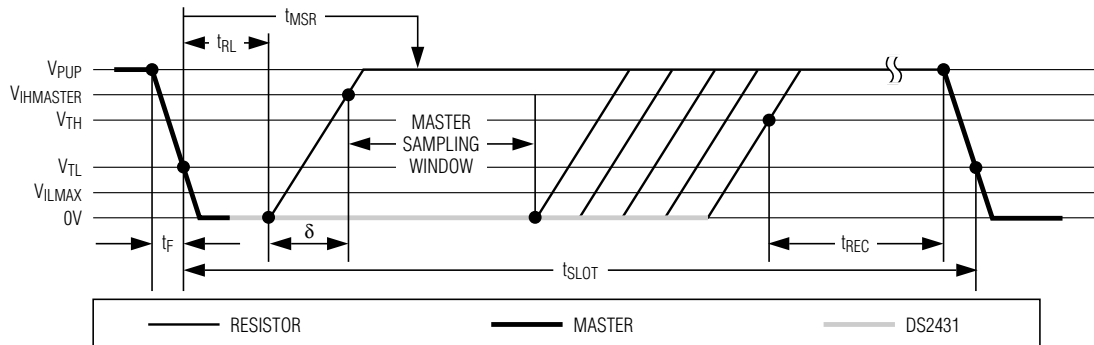 tMSR
tRL
VPUP
VIHMASTER
VTH
MASTER
SAMPLING
WINDOW
VTL
VILMAX
0V
tF
δ
tREC
tSLOT
RESISTOR MASTER DS2431